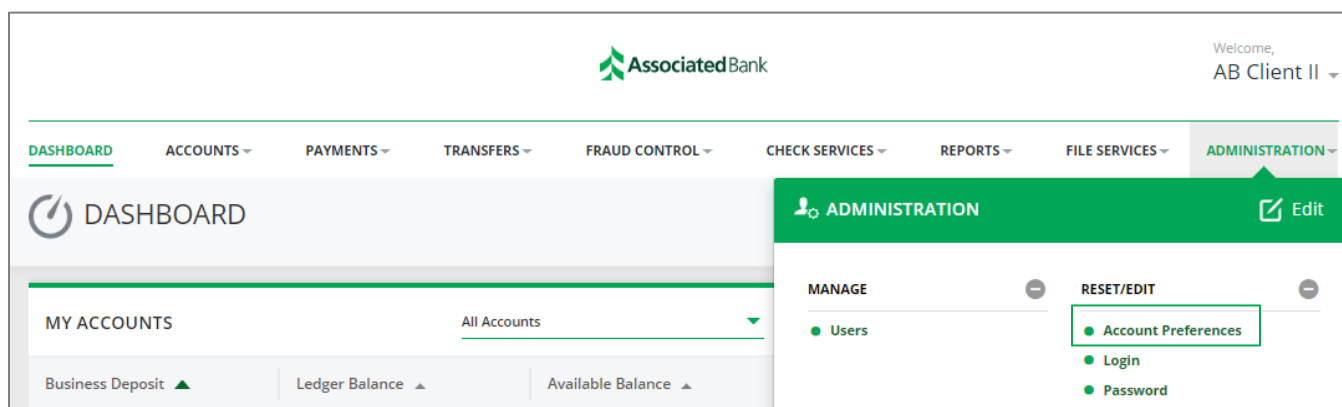 Associated Bank
Welcome,
AB Client II
DASHBOARD ACCOUNTS PAYMENTS TRANSFERS FRAUD CONTROL CHECK SERVICES REPORTS FILE SERVICES ADMINISTRATION
DASHBOARD
ADMINISTRATION Edit
MANAGE RESET/EDIT
MY ACCOUNTS All Accounts
Users Account Preferences
Login
Business Deposit Ledger Balance Available Balance
Password